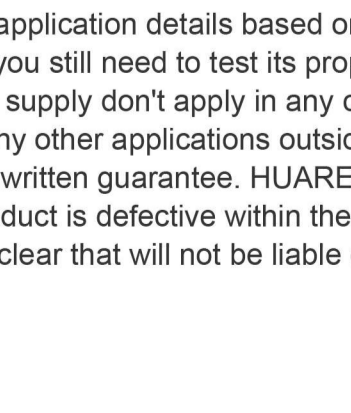 application details based o
you still need to test its pro
supply don't apply in any
ny other applications outsi
written guarantee. HUARE
duct is defective within the
clear that will not be liable